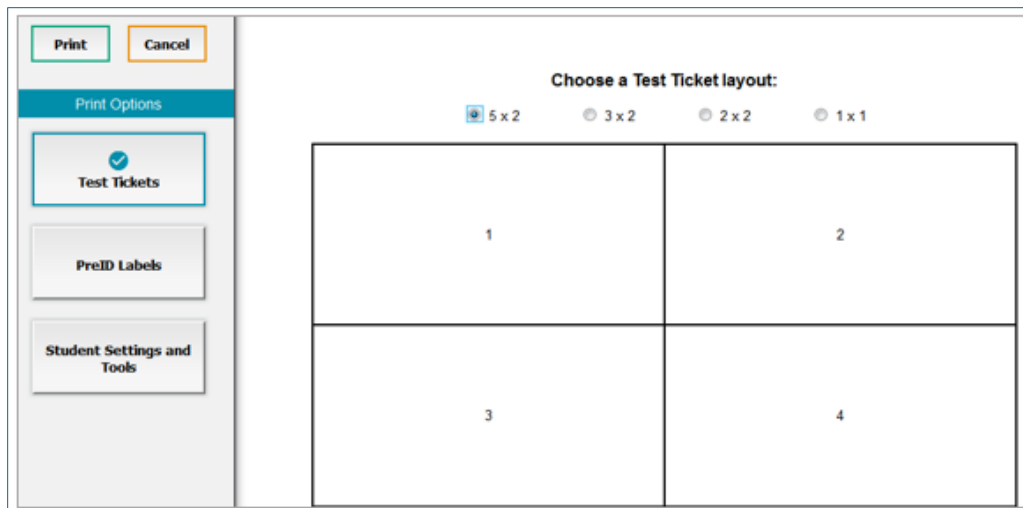 Print
Cancel
Print Options
Test Tickets
PreID Labels
Student Settings and
Tools
Choose a Test Ticket layout:
5 x 2 3 x 2 2 x 2 1 x 1
1 2
3 4